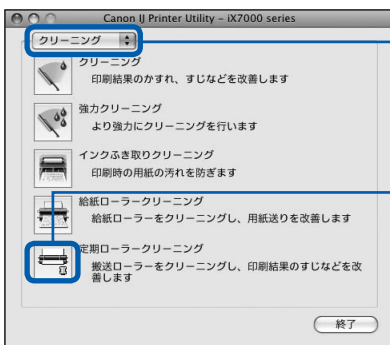 Canon IJ Printer Utility – iX7000 series
クリーニング
クリーニング
印刷結果のかすれ、すじなどを改善します
強力クリーニング
より強力にクリーニングを行います
インクふき取りクリーニング
印刷時の用紙の汚れを防ぎます
給紙ローラークリーニング
給紙ローラーをクリーニングし、用紙送りを改善します
定期ローラークリーニング
搬送ローラーをクリーニングし、印刷結果のすじなどを改
善します
終了